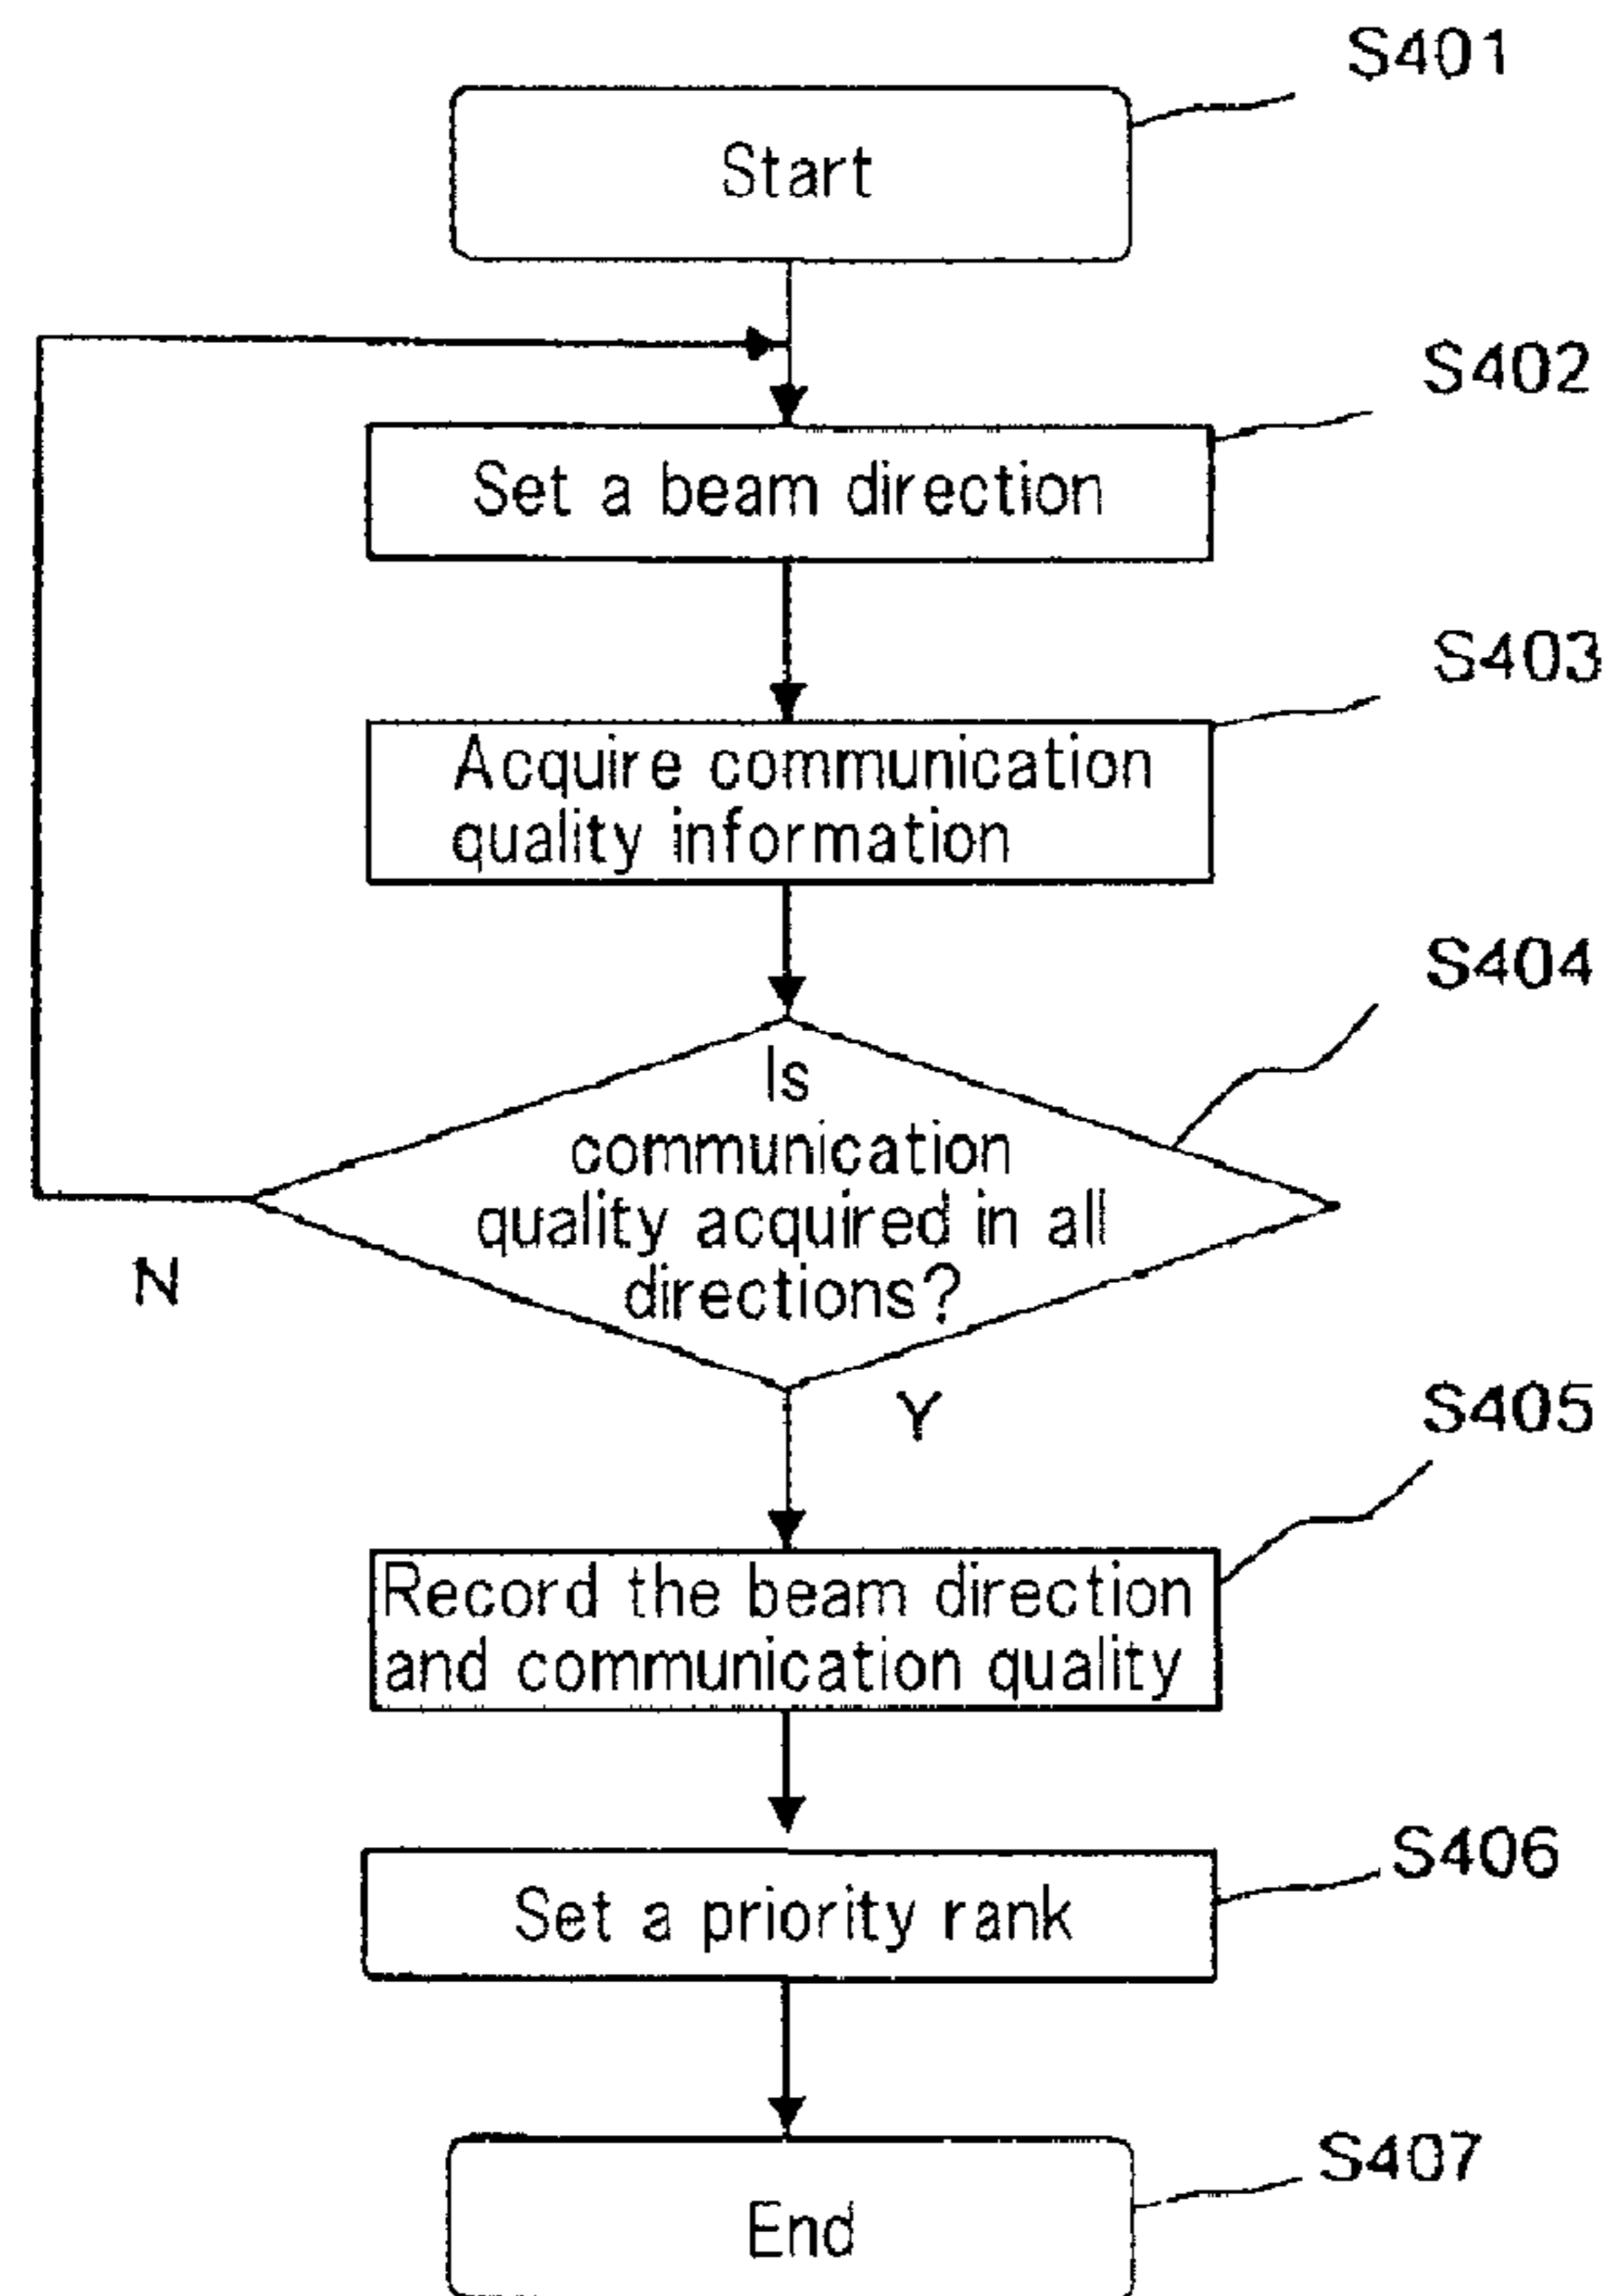 S401
Start
S402
Set a beam direction
S403
Acquire communication
quality information
S404
Is
communication
quality acquired in all
directions?
N
Y
S405
Record the beam direction
and communication quality
S406
Set a priority rank
S407
End